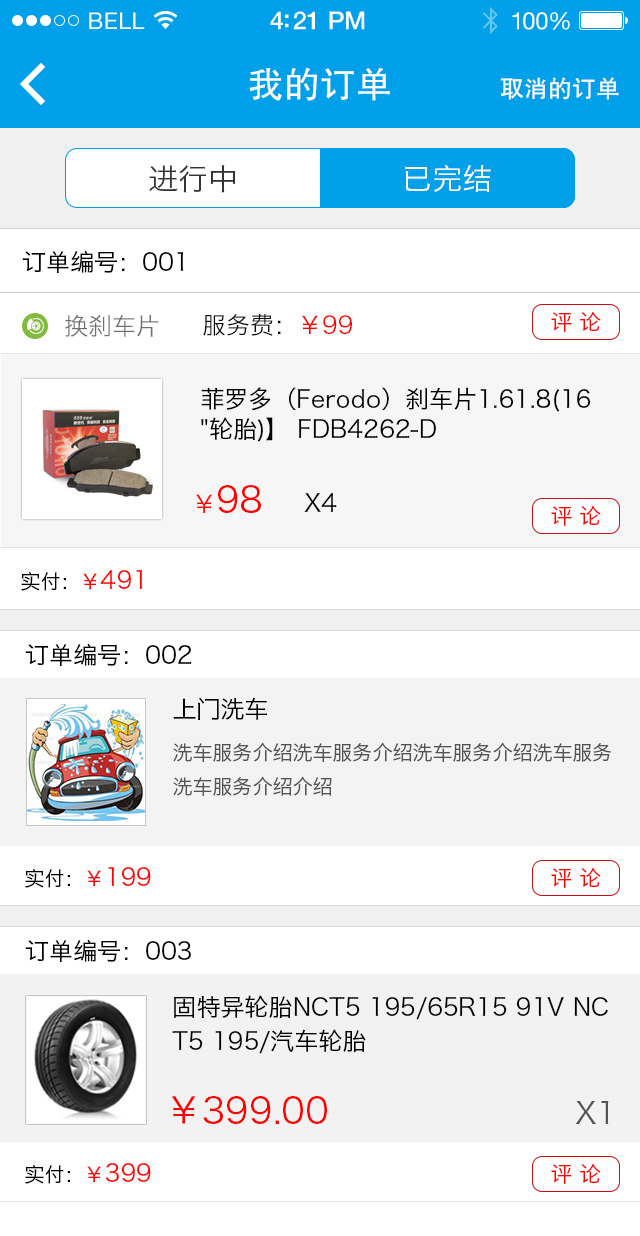 BELL 4:21 PM 100%
我的订单 取消的订单
进行中 已完结
订单编号：001
换刹车片 服务费：￥99 评 论
菲罗多（Ferodo）刹车片1.61.8(16
"轮胎)】 FDB4262-D
￥98 X4 评 论
实付：￥491
订单编号：002
上门洗车
洗车服务介绍洗车服务介绍洗车服务介绍洗车服务
洗车服务介绍介绍
实付：￥199 评 论
订单编号：003
固特异轮胎NCT5 195/65R15 91V NC
T5 195/汽车轮胎
￥399.00 X1
实付：￥399 评 论